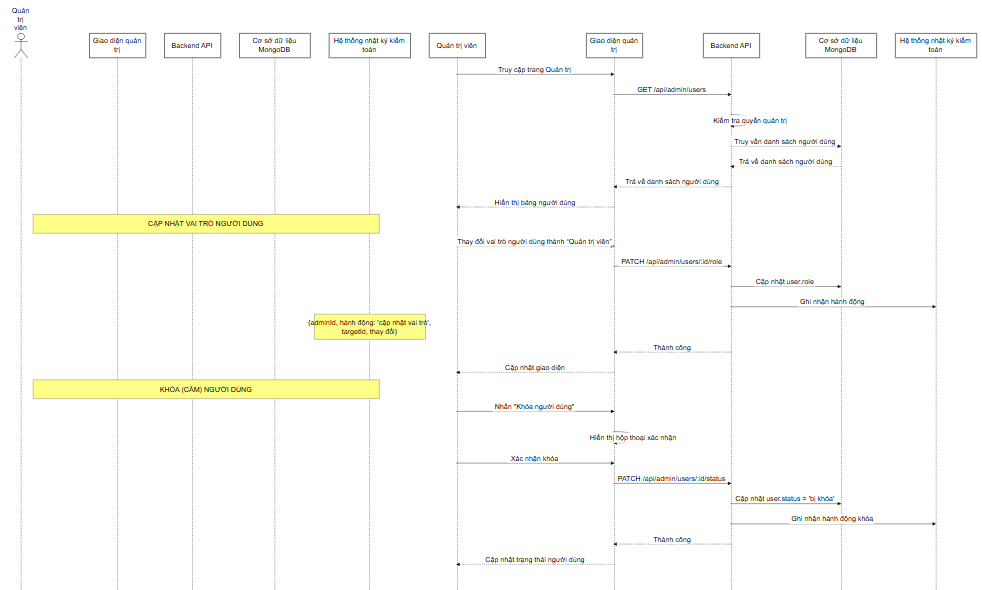 Quản
trị
viên
Giao diện quản
trị
Backend API
Cơ sở dữ liệu
MongoDB
Hệ thống nhật ký kiểm
toán
Quản trị viên
Giao diện quản
trị
Backend API
Cơ sở dữ liệu
MongoDB
Hệ thống nhật ký kiểm
toán
Truy cập trang Quản trị
GET /api/admin/users
Kiểm tra quyền quản trị
Truy vấn danh sách người dùng
Trả về danh sách người dùng
Trả về danh sách người dùng
Hiển thị bảng người dùng
CẬP NHẬT VAI TRÒ NGƯỜI DÙNG
Thay đổi vai trò người dùng thành "Quản trị viên"
PATCH /api/admin/users/:id/role
Cập nhật user.role
Ghi nhận hành động
{adminId, hành động: 'cập nhật vai trò',
targetId, thay đổi}
Thành công
Cập nhật giao diện
KHÓA (CẤM) NGƯỜI DÙNG
Nhấn "Khóa người dùng"
Hiển thị hộp thoại xác nhận
Xác nhận khóa
PATCH /api/admin/users/:id/status
Cập nhật user.status = 'bị khóa'
Ghi nhận hành động khóa
Thành công
Cập nhật trạng thái người dùng